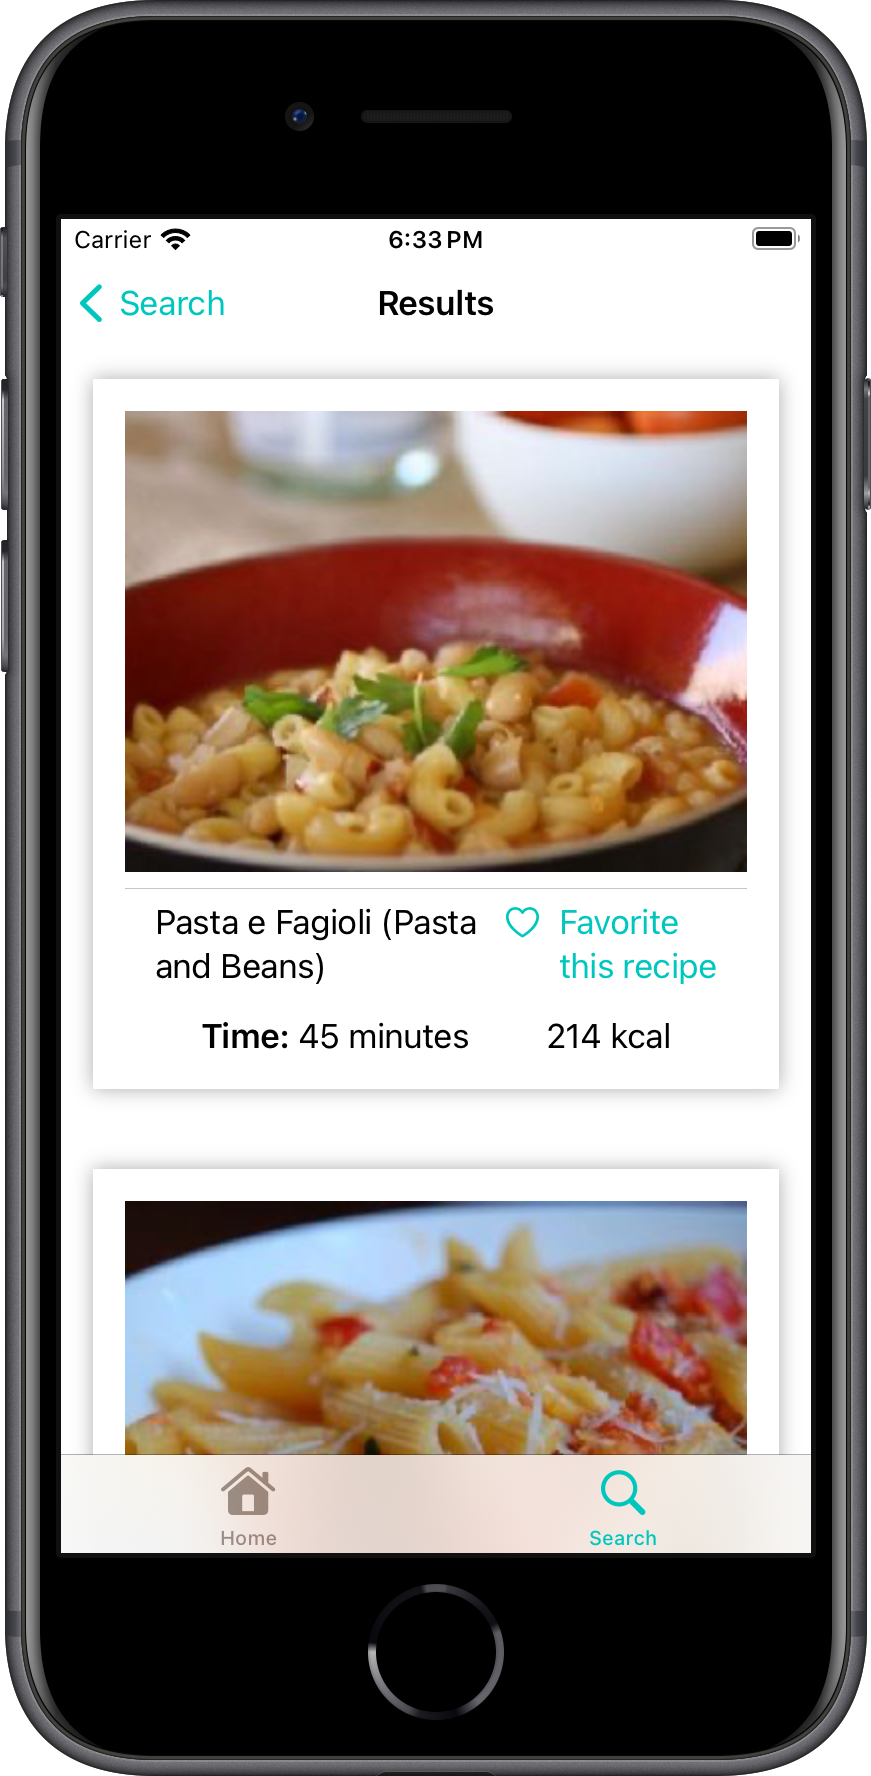 Carrier
6:33 PM
Search
Results
Pasta e Fagioli (Pasta
and Beans)
Favorite
this recipe
Time: 45 minutes
214 kcal
Home
Search